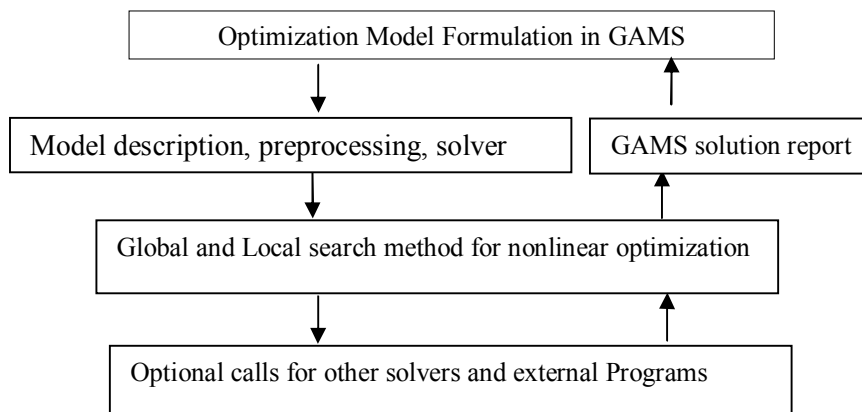 Optimization Model Formulation in GAMS
Model description, preprocessing, solver
GAMS solution report
Global and Local search method for nonlinear optimization
Optional calls for other solvers and external Programs